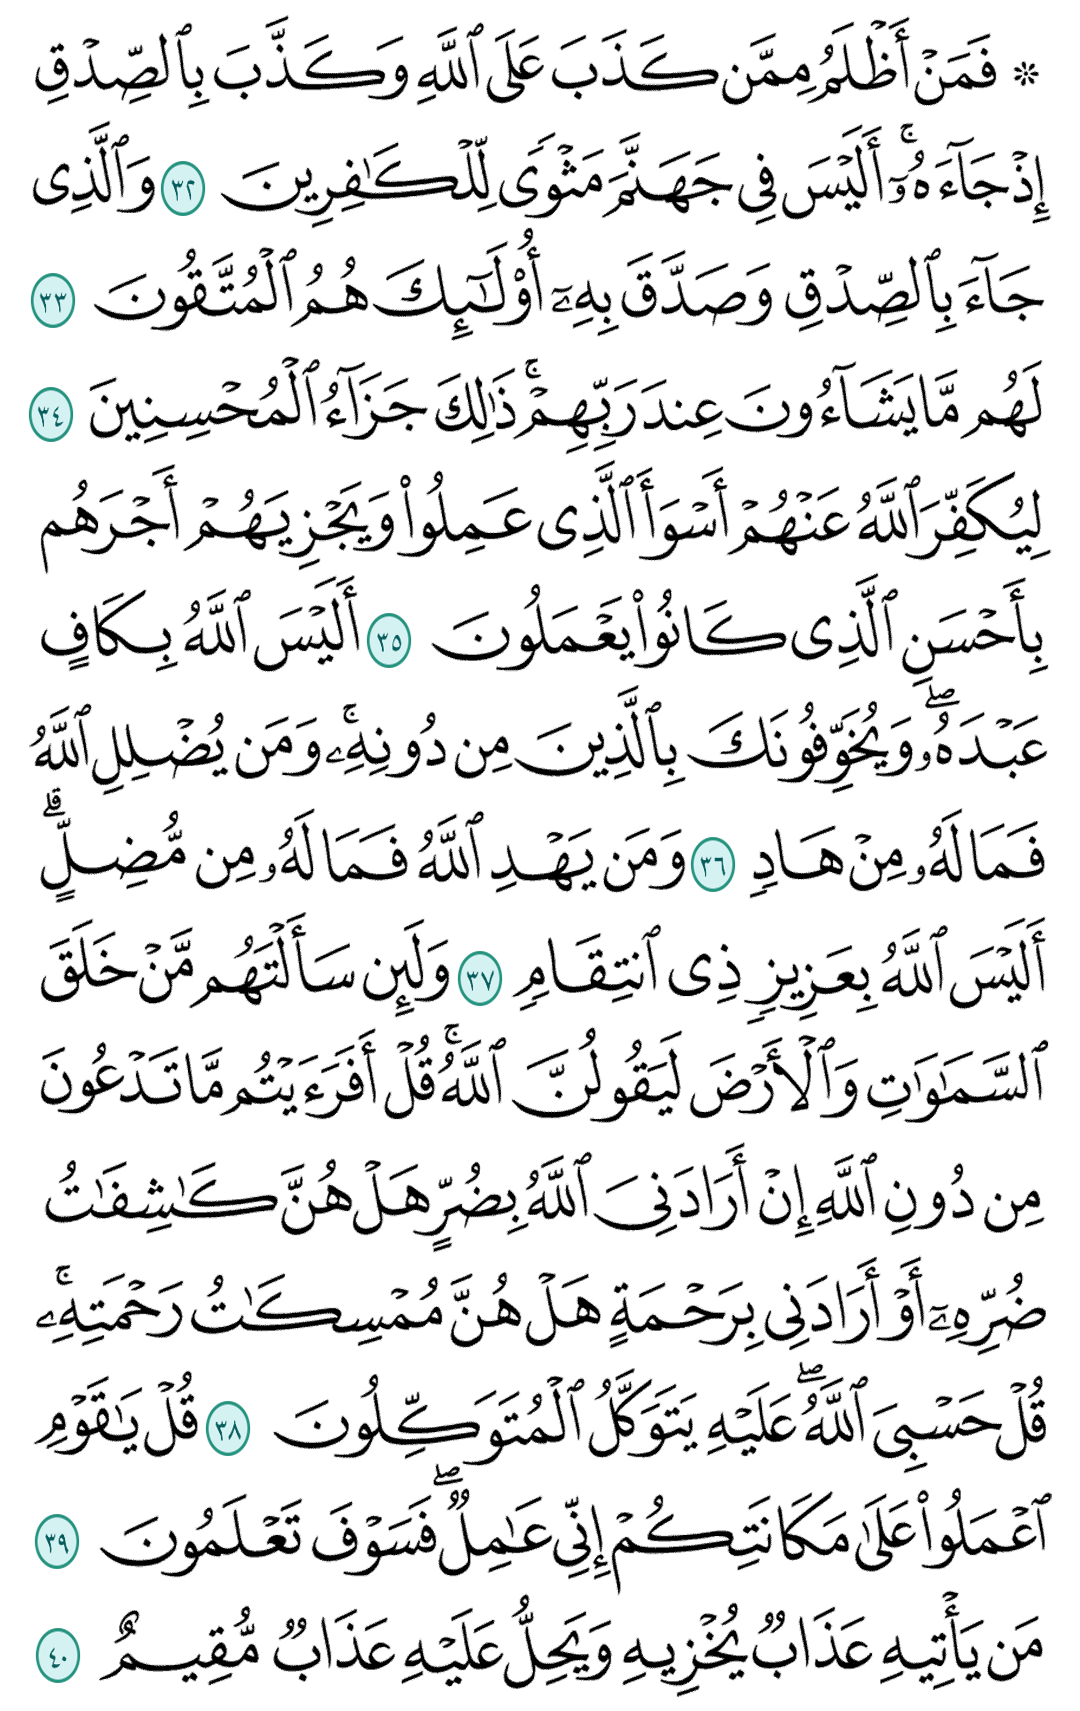 ۞ فَمَنۡ أَظۡلَمُ مِمَّن كَذَبَ عَلَى ٱللَّهِ وَكَذَّبَ بِٱلصِّدۡقِ
إِذۡ جَآءَهُۥٓۚ أَلَيۡسَ فِي جَهَنَّمَ مَثۡوٗى لِّلۡكَٰفِرِينَ ٣٢ وَٱلَّذِي
جَآءَ بِٱلصِّدۡقِ وَصَدَّقَ بِهِۦٓ أُوْلَٰٓئِكَ هُمُ ٱلۡمُتَّقُونَ ٣٣
لَهُم مَّا يَشَآءُونَ عِندَ رَبِّهِمۡۚ ذَٰلِكَ جَزَآءُ ٱلۡمُحۡسِنِينَ ٣٤
لِيُكَفِّرَ ٱللَّهُ عَنۡهُمۡ أَسۡوَأَ ٱلَّذِي عَمِلُواْ وَيَجۡزِيَهُمۡ أَجۡرَهُم
بِأَحۡسَنِ ٱلَّذِي كَانُواْ يَعۡمَلُونَ ٣٥ أَلَيۡسَ ٱللَّهُ بِكَافٍ
عَبۡدَهُۥۖ وَيُخَوِّفُونَكَ بِٱلَّذِينَ مِن دُونِهِۦۚ وَمَن يُضۡلِلِ ٱللَّهُ
فَمَا لَهُۥ مِنۡ هَادٖ ٣٦ وَمَن يَهۡدِ ٱللَّهُ فَمَا لَهُۥ مِن مُّضِلٍّۗ
أَلَيۡسَ ٱللَّهُ بِعَزِيزٖ ذِي ٱنتِقَامٖ ٣٧ وَلَئِن سَأَلۡتَهُم مَّنۡ خَلَقَ
ٱلسَّمَٰوَٰتِ وَٱلۡأَرۡضَ لَيَقُولُنَّ ٱللَّهُۚ قُلۡ أَفَرَءَيۡتُم مَّا تَدۡعُونَ
مِن دُونِ ٱللَّهِ إِنۡ أَرَادَنِيَ ٱللَّهُ بِضُرٍّ هَلۡ هُنَّ كَٰشِفَٰتُ
ضُرِّهِۦٓ أَوۡ أَرَادَنِي بِرَحۡمَةٍ هَلۡ هُنَّ مُمۡسِكَٰتُ رَحۡمَتِهِۦۚ
قُلۡ حَسۡبِيَ ٱللَّهُۖ عَلَيۡهِ يَتَوَكَّلُ ٱلۡمُتَوَكِّلُونَ ٣٨ قُلۡ يَٰقَوۡمِ
ٱعۡمَلُواْ عَلَىٰ مَكَانَتِكُمۡ إِنِّي عَٰمِلٞۖ فَسَوۡفَ تَعۡلَمُونَ ٣٩
مَن يَأۡتِيهِ عَذَابٞ يُخۡزِيهِ وَيَحِلُّ عَلَيۡهِ عَذَابٞ مُّقِيمٌ ٤٠